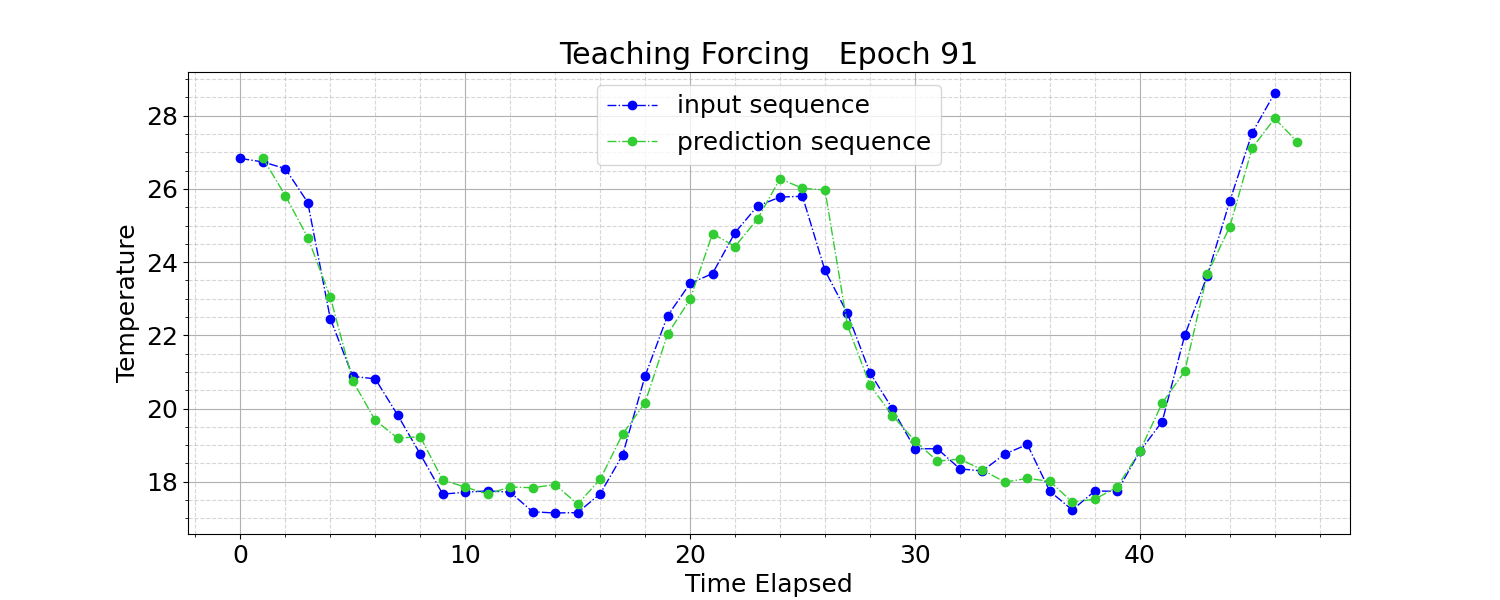 Teaching Forcing   Epoch 91
input sequence
prediction sequence
Temperature
28
26
24
22
20
18
0 10 20 30 40
Time Elapsed